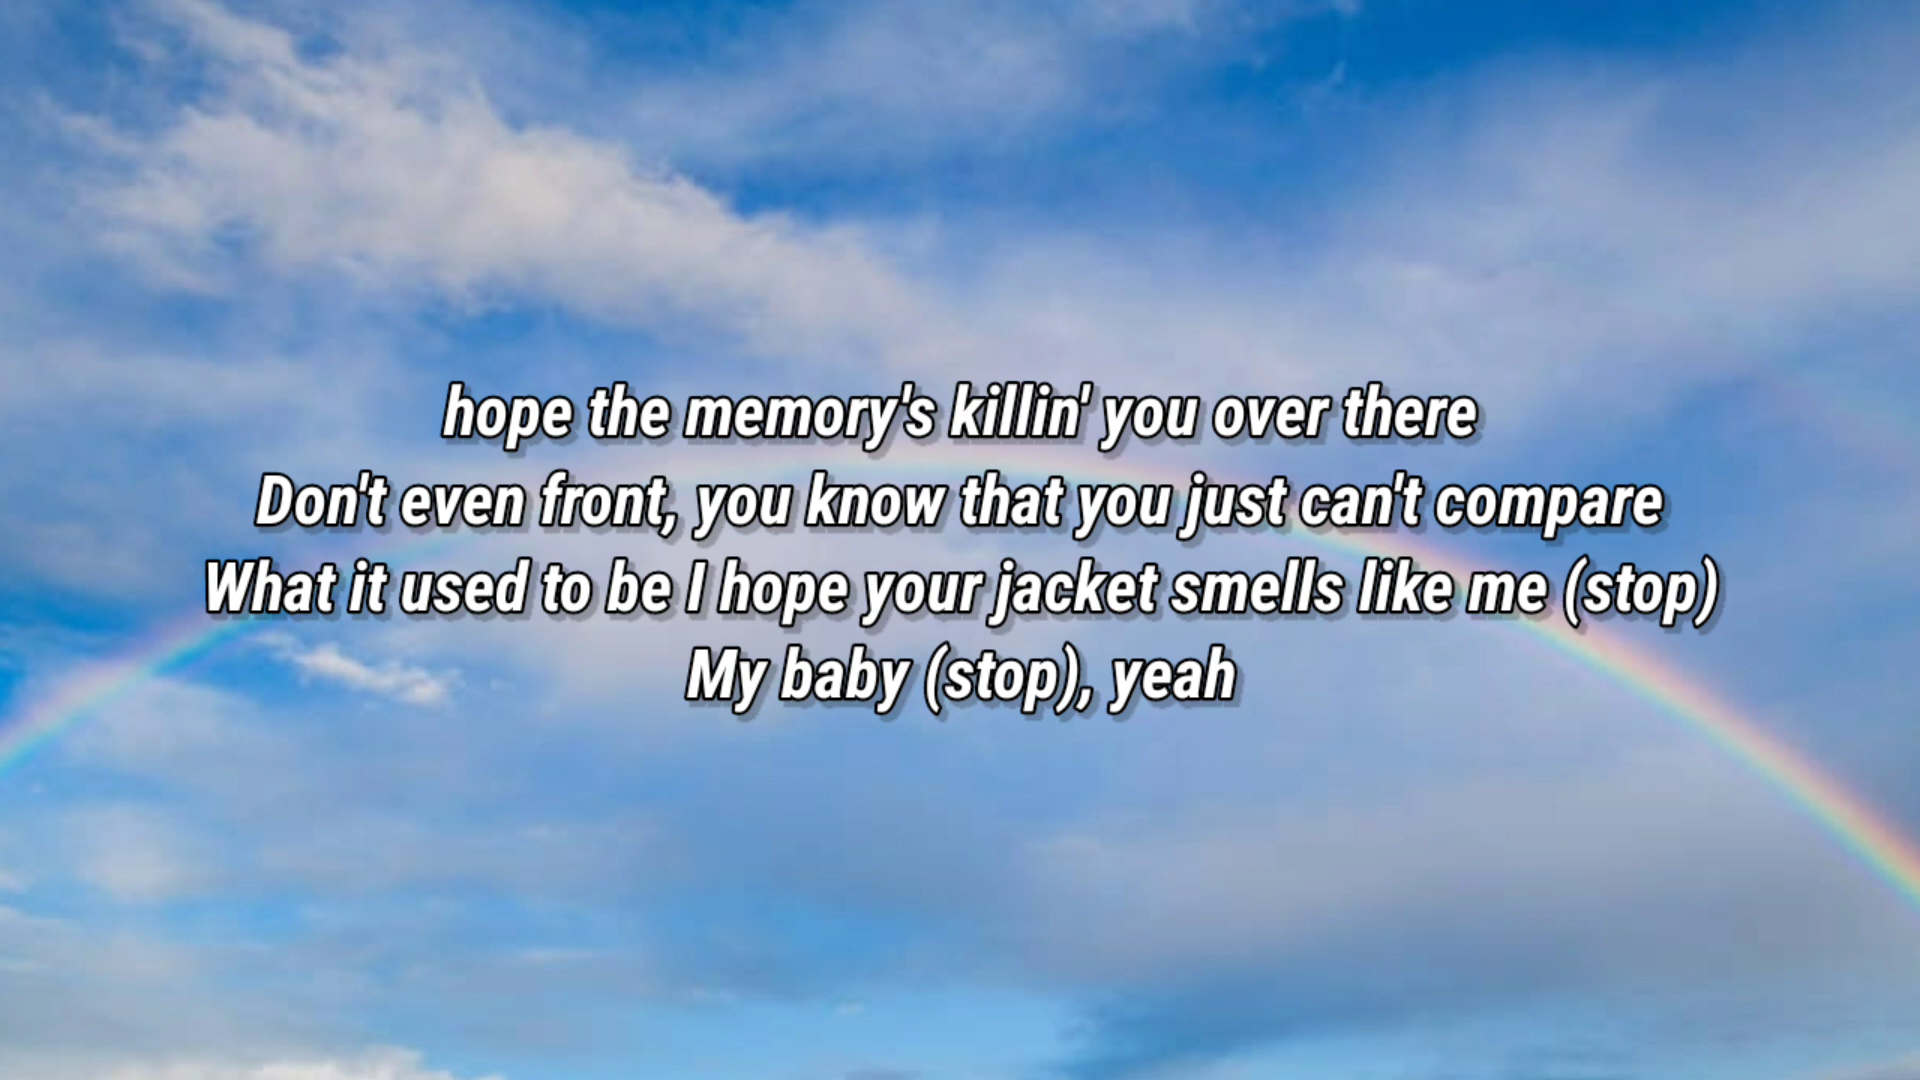 hope the memory's killin' you over there
Don't even front, you know that you just can't compare
What it used to be I hope your jacket smells like me (stop)
My baby (stop), yeah